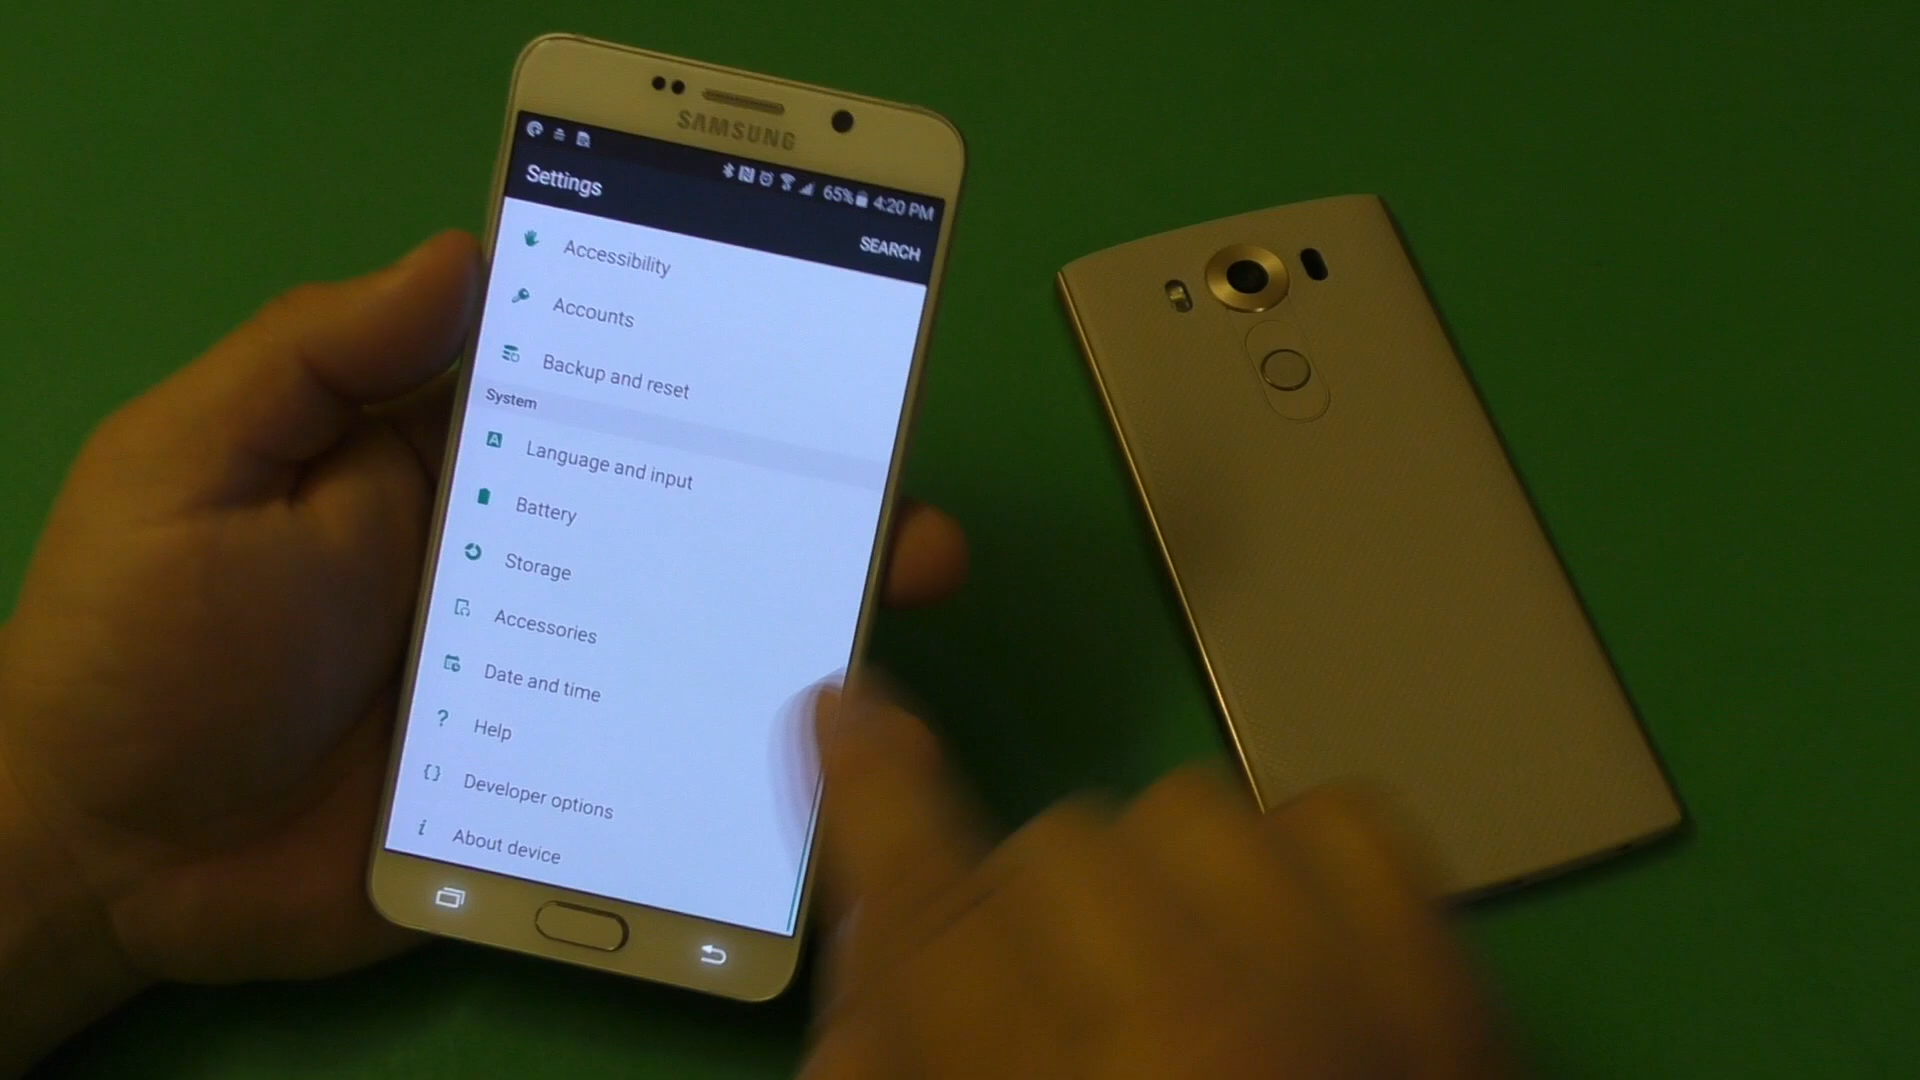 SAMSUNG
65% 4:20 PM
Settings
SEARCH
Accessibility
Accounts
Backup and reset
System
Language and input
Battery
Storage
Accessories
Date and time
? Help
{} Developer options
i About device